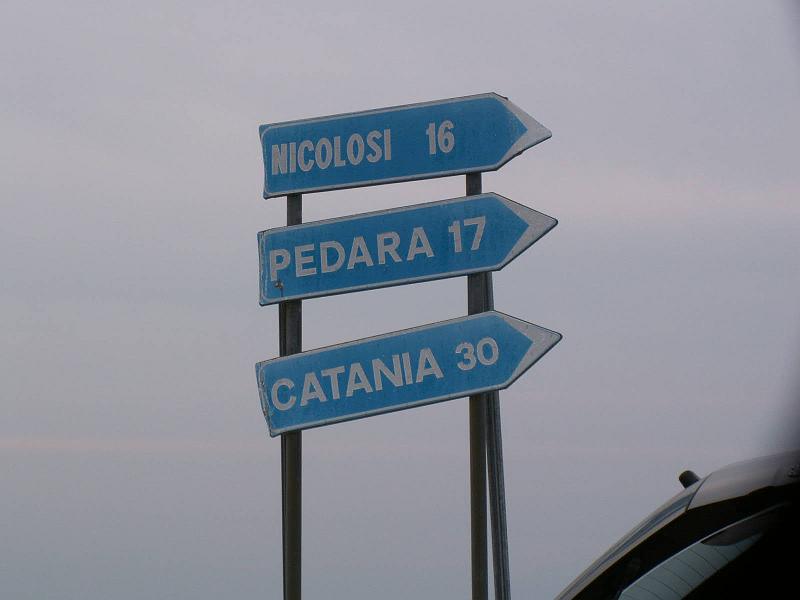 NICOLOSI 16
PEDARA 17
CATANIA 30